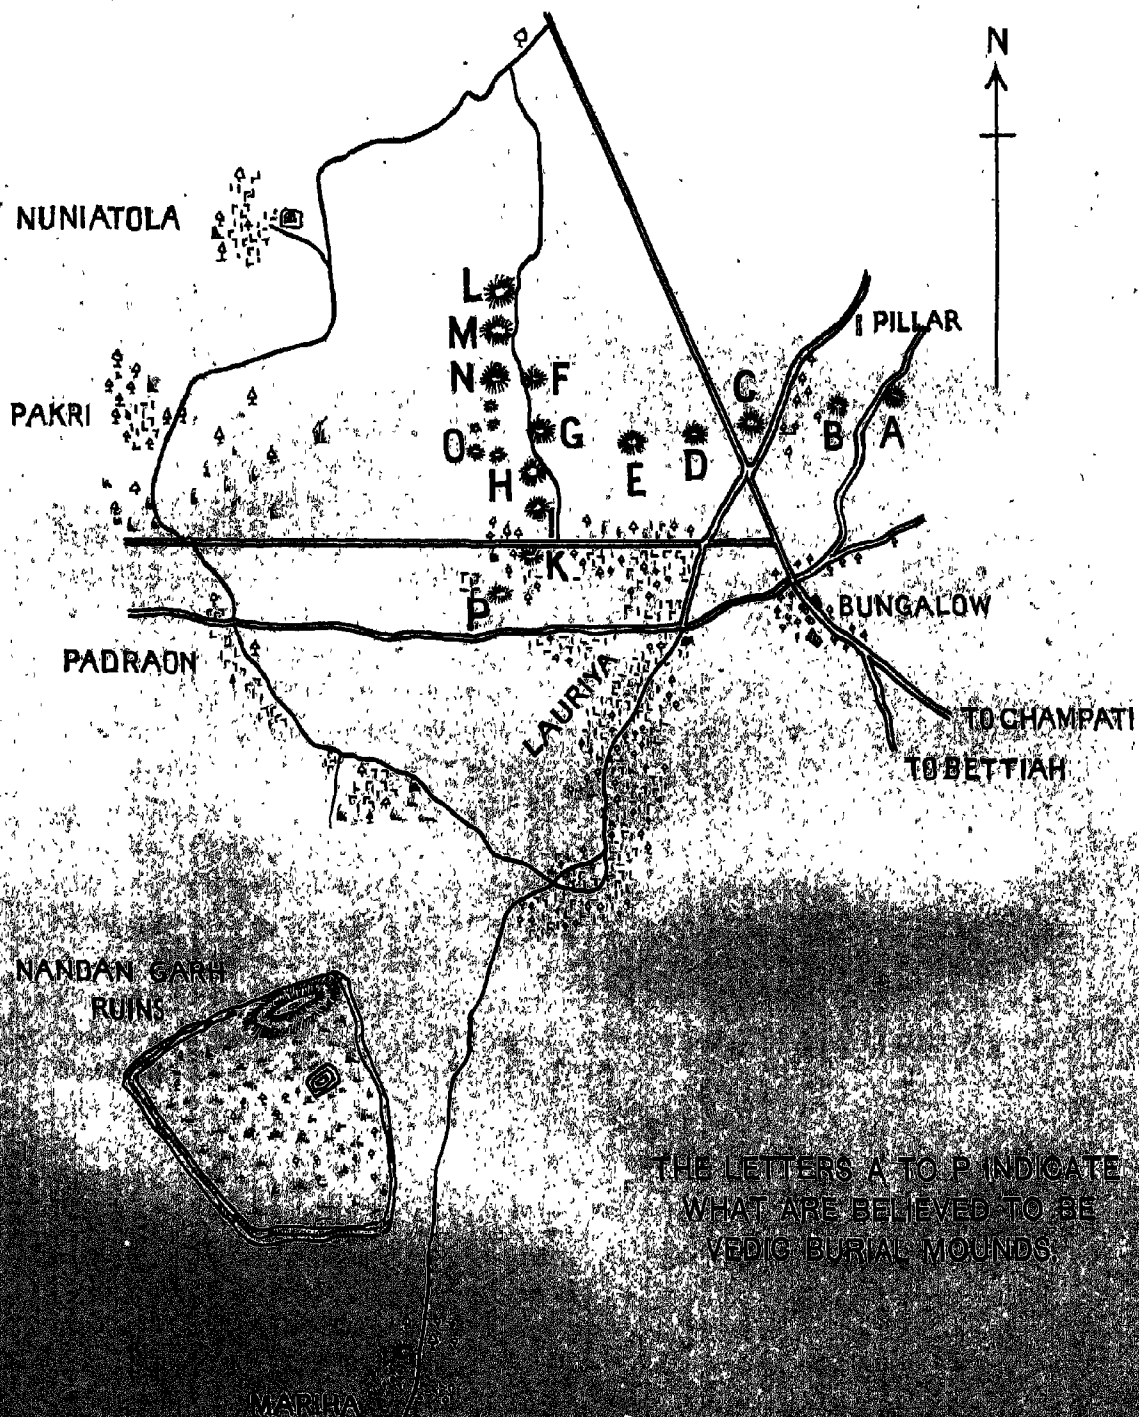 N
NUNIATOLA
L
M
PILLAR
N
F
C
PAKRI
B
A
G
O
E
D
H
I
K
P
BUNGALOW
PADRAON
LAURIYA
TO CHAMPATI
TO BETTIAH
NANDAN GARH
RUINS
THE LETTERS A TO P INDICATE
WHAT ARE BELIEVED TO BE
VEDIC BURIAL MOUNDS.
MARIHA